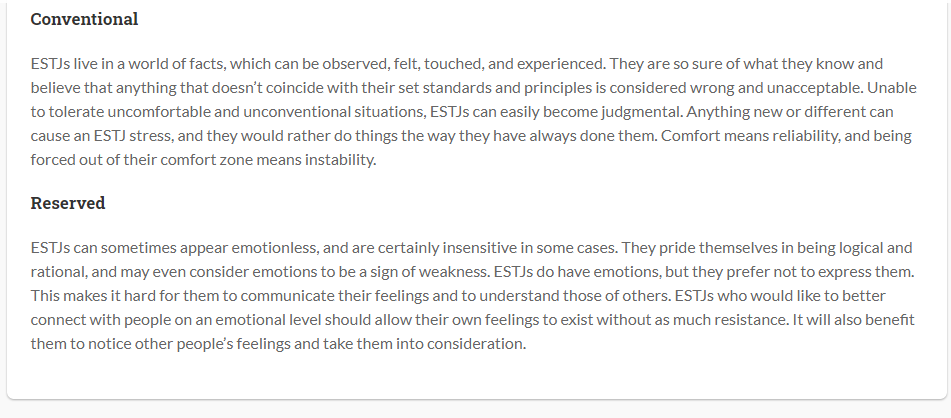 Conventional
ESTJs live in a world of facts, which can be observed, felt, touched, and experienced. They are so sure of what they know and
believe that anything that doesn’t coincide with their set standards and principles is considered wrong and unacceptable. Unable
to tolerate uncomfortable and unconventional situations, ESTJs can easily become judgmental. Anything new or different can
cause an ESTJ stress, and they would rather do things the way they have always done them. Comfort means reliability, and being
forced out of their comfort zone means instability.
Reserved
ESTJs can sometimes appear emotionless, and are certainly insensitive in some cases. They pride themselves in being logical and
rational, and may even consider emotions to be a sign of weakness. ESTJs do have emotions, but they prefer not to express them.
This makes it hard for them to communicate their feelings and to understand those of others. ESTJs who would like to better
connect with people on an emotional level should allow their own feelings to exist without as much resistance. It will also benefit
them to notice other people’s feelings and take them into consideration.